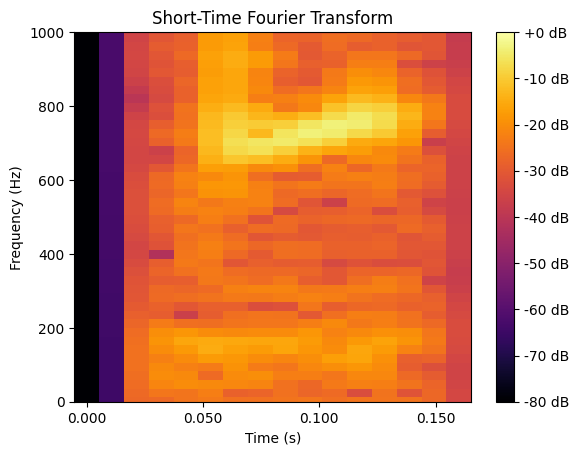 Short-Time Fourier Transform
1000
800
600
400
200
0
Frequency (Hz)
0.000
0.050
0.100
0.150
Time (s)
+0 dB
-10 dB
-20 dB
-30 dB
-40 dB
-50 dB
-60 dB
-70 dB
-80 dB